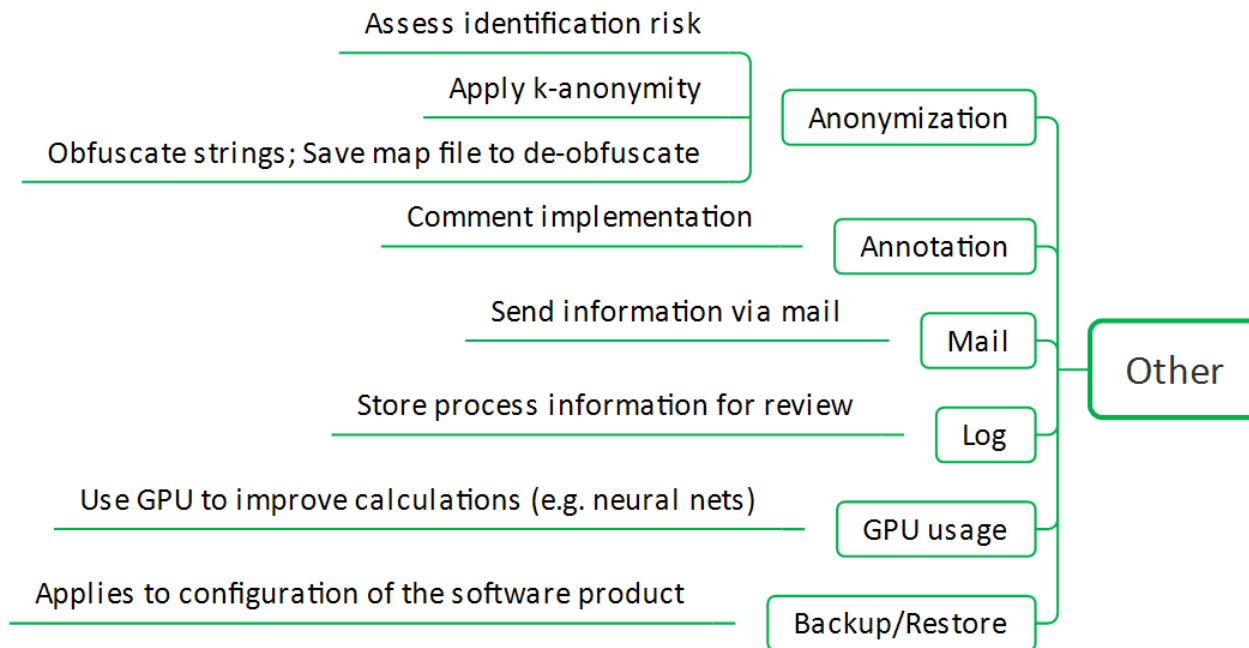 Assess identification risk
Apply k-anonymity
Anonymization
Obfuscate strings; Save map file to de-obfuscate
Comment implementation
Annotation
Send information via mail
Mail
Other
Store process information for review
Log
Use GPU to improve calculations (e.g. neural nets)
GPU usage
Applies to configuration of the software product
Backup/Restore